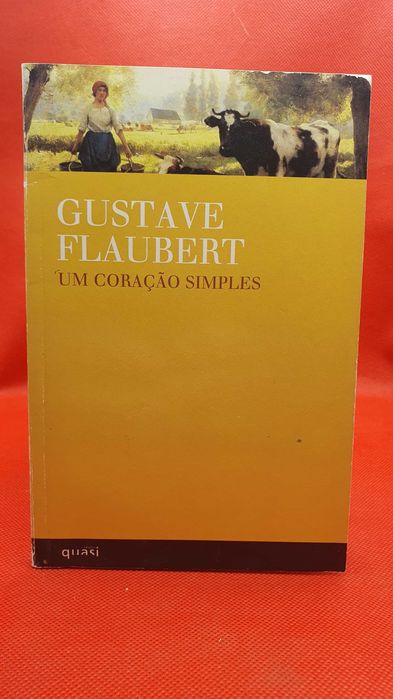 GUSTAVE
FLAUBERT
UM CORAÇÃO SIMPLES
quasi